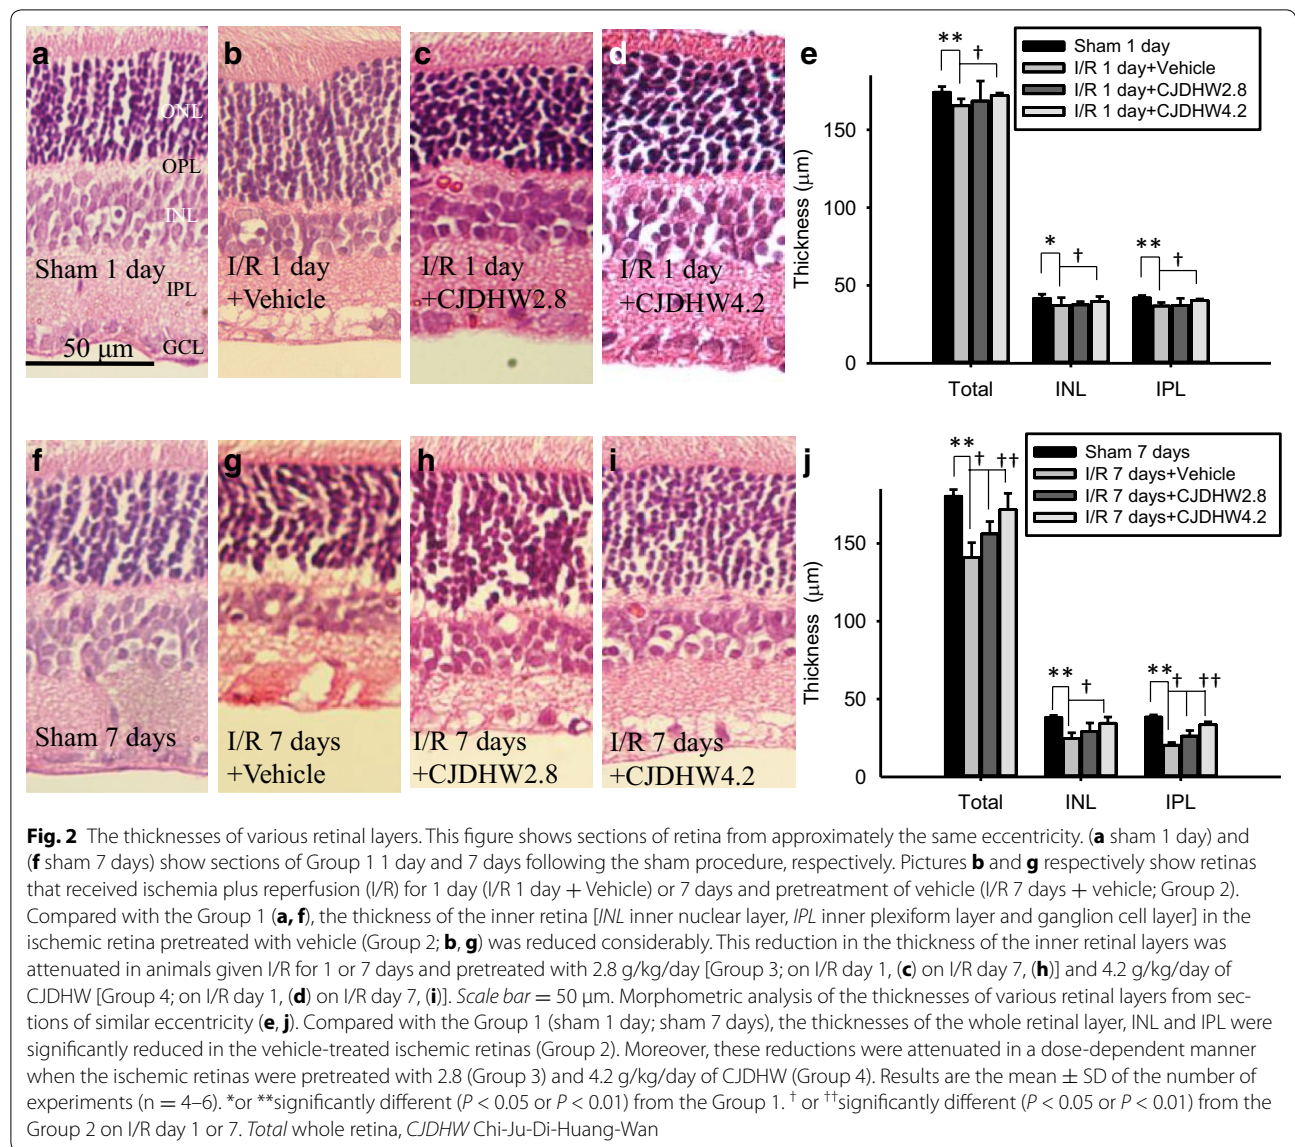 a
ONL
OPL
INL
Sham 1 day
IPL
GCL
50 μm
b
I/R 1 day
+Vehicle
c
I/R 1 day
+CJDHW2.8
d
I/R 1 day
+CJDHW4.2
e
Sham 1 day
I/R 1 day+Vehicle
I/R 1 day+CJDHW2.8
I/R 1 day+CJDHW4.2
** †
* †
** †
Thickness (μm)
150
100
50
0
Total INL IPL
f
Sham 7 days
g
I/R 7 days
+Vehicle
h
I/R 7 days
+CJDHW2.8
i
I/R 7 days
+CJDHW4.2
j
Sham 7 days
I/R 7 days+Vehicle
I/R 7 days+CJDHW2.8
I/R 7 days+CJDHW4.2
** † ††
** †
** † ††
Thickness (μm)
150
100
50
0
Total INL IPL
Fig. 2 The thicknesses of various retinal layers. This figure shows sections of retina from approximately the same eccentricity. (a sham 1 day) and
(f sham 7 days) show sections of Group 1 1 day and 7 days following the sham procedure, respectively. Pictures b and g respectively show retinas
that received ischemia plus reperfusion (I/R) for 1 day (I/R 1 day + Vehicle) or 7 days and pretreatment of vehicle (I/R 7 days + vehicle; Group 2).
Compared with the Group 1 (a, f), the thickness of the inner retina [INL inner nuclear layer, IPL inner plexiform layer and ganglion cell layer] in the
ischemic retina pretreated with vehicle (Group 2; b, g) was reduced considerably. This reduction in the thickness of the inner retinal layers was
attenuated in animals given I/R for 1 or 7 days and pretreated with 2.8 g/kg/day [Group 3; on I/R day 1, (c) on I/R day 7, (h)] and 4.2 g/kg/day of
CJDHW [Group 4; on I/R day 1, (d) on I/R day 7, (i)]. Scale bar = 50 μm. Morphometric analysis of the thicknesses of various retinal layers from sec-
tions of similar eccentricity (e, j). Compared with the Group 1 (sham 1 day; sham 7 days), the thicknesses of the whole retinal layer, INL and IPL were
significantly reduced in the vehicle-treated ischemic retinas (Group 2). Moreover, these reductions were attenuated in a dose-dependent manner
when the ischemic retinas were pretreated with 2.8 (Group 3) and 4.2 g/kg/day of CJDHW (Group 4). Results are the mean ± SD of the number of
experiments (n = 4–6). *or **significantly different (P < 0.05 or P < 0.01) from the Group 1. † or ††significantly different (P < 0.05 or P < 0.01) from the
Group 2 on I/R day 1 or 7. Total whole retina, CJDHW Chi-Ju-Di-Huang-Wan